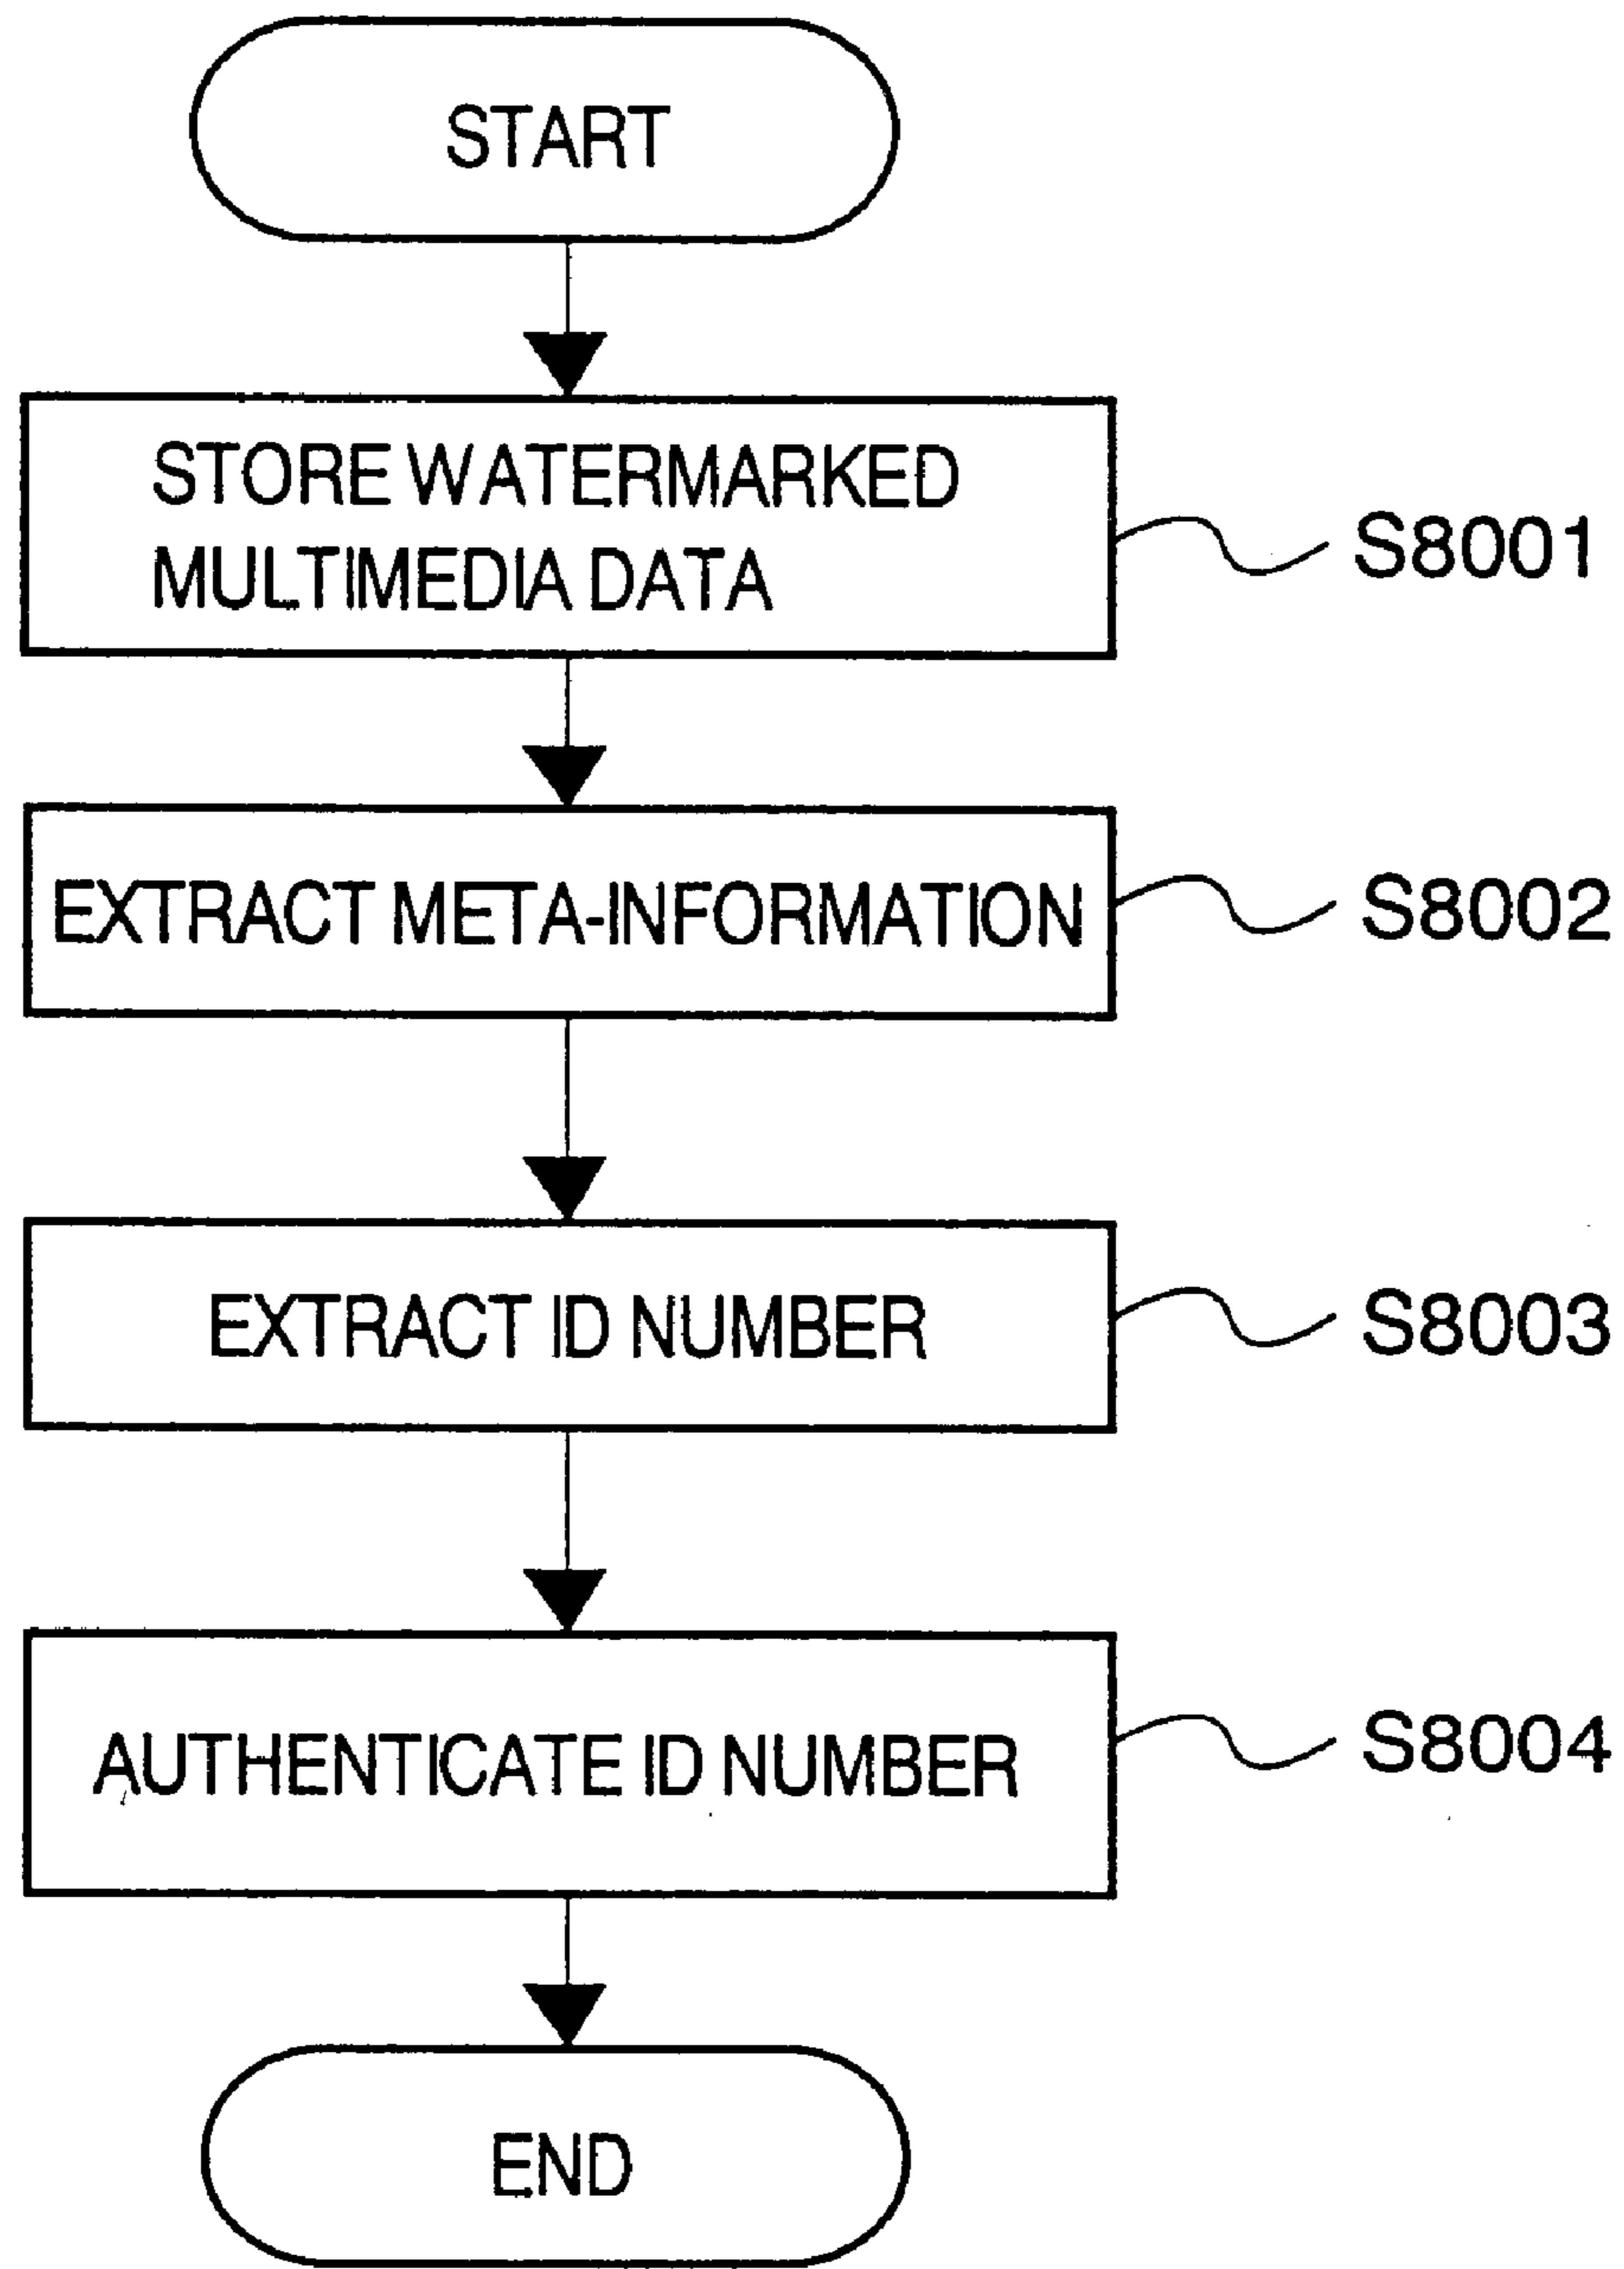 START
STORE WATERMARKED
MULTIMEDIA DATA
S8001
EXTRACT META-INFORMATION
S8002
EXTRACT ID NUMBER
S8003
AUTHENTICATE ID NUMBER
S8004
END